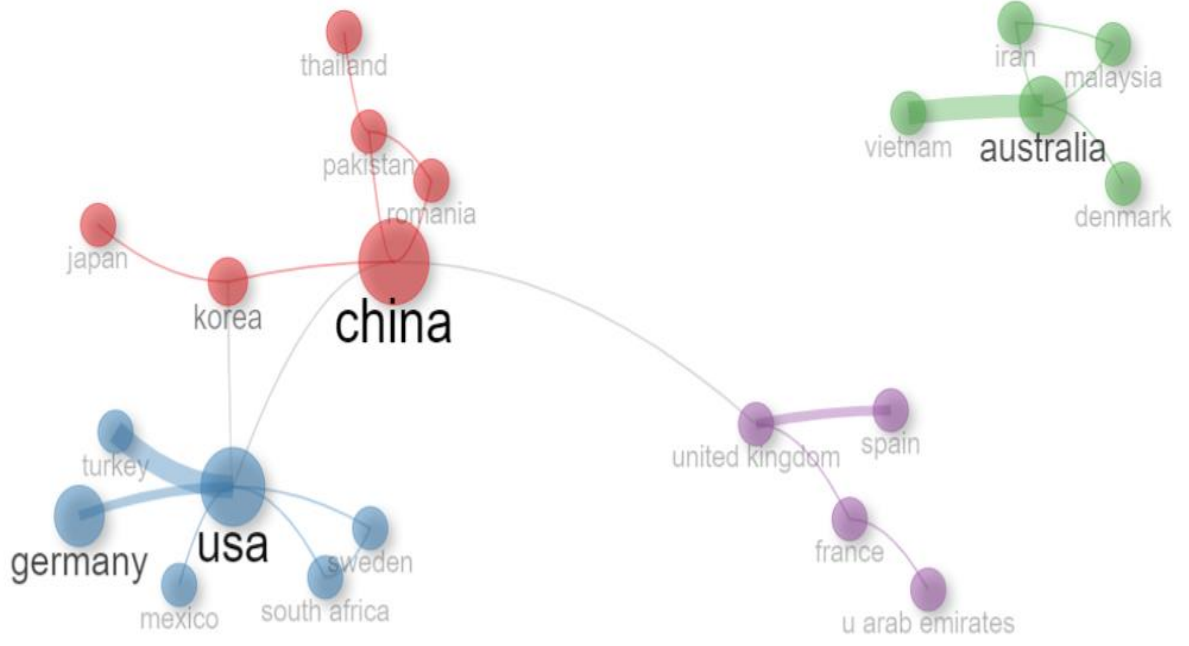 iran
thailand
malaysia
vietnam
australia
pakistan
romania
denmark
japan
korea
china
spain
united kingdom
turkey
usa
germany
sweden
france
south africa
mexico
u arab emirates